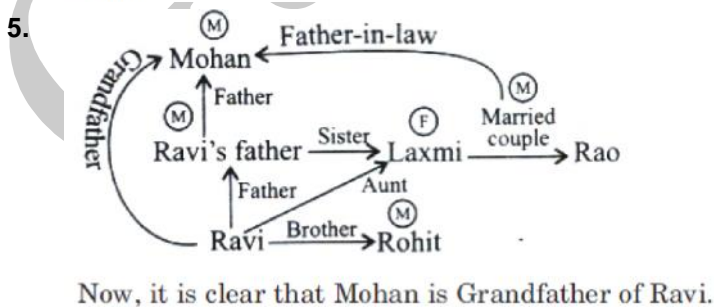 5.
(M)
Father-in-law
Mohan
Grandfather
Father
(M)
(M)
(F)
Married
couple
Ravi's father
Sister
Laxmi
Rao
Father
Aunt
(M)
Ravi
Brother
Rohit
Now, it is clear that Mohan is Grandfather of Ravi.